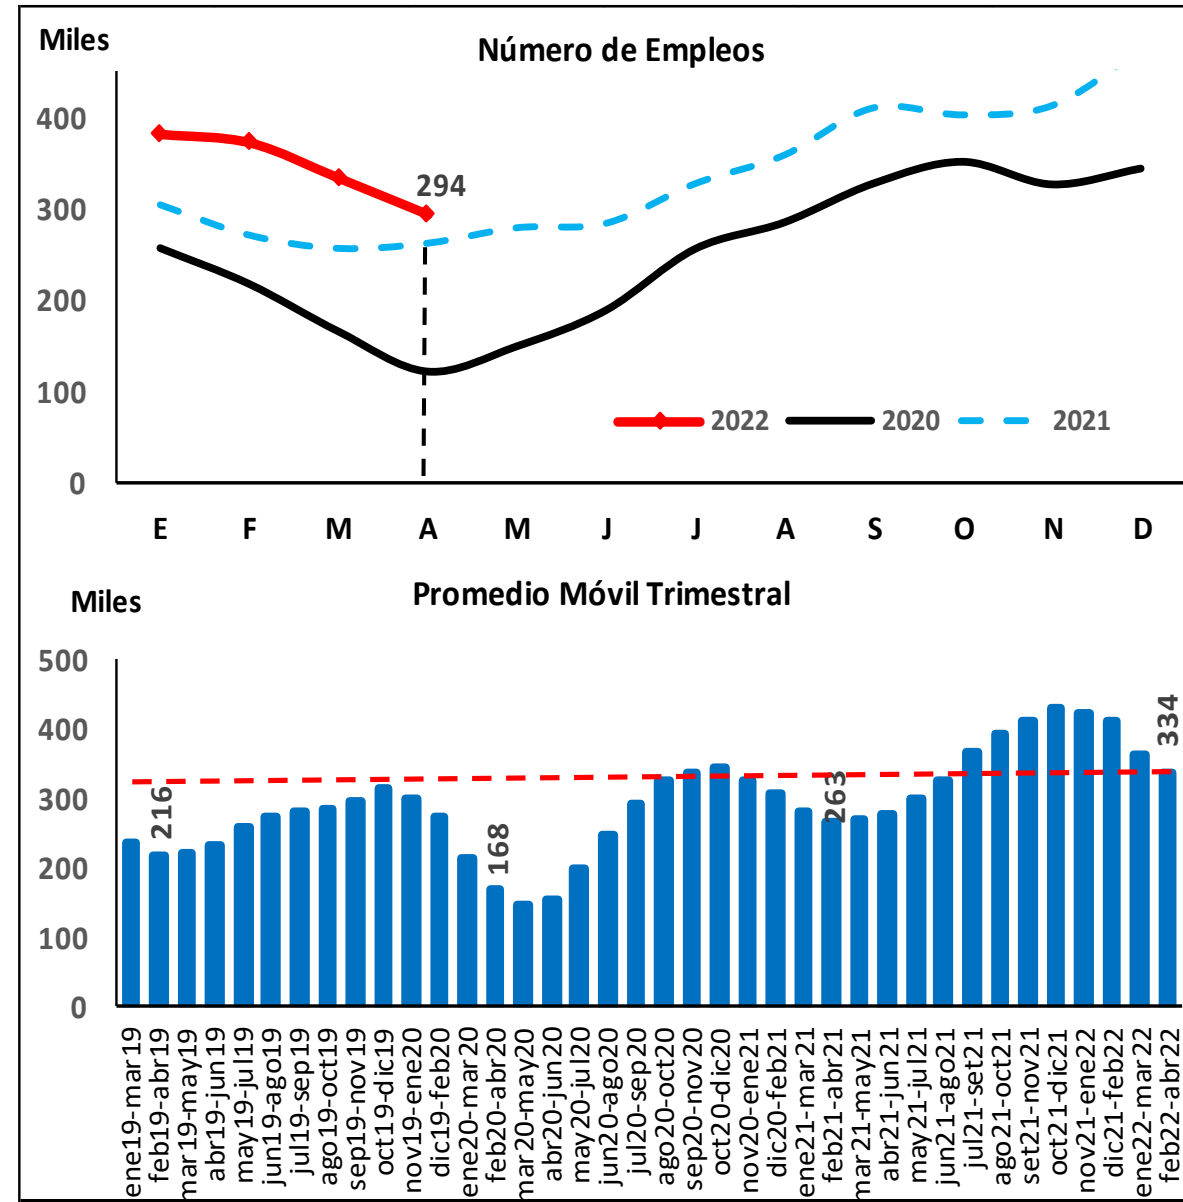 Miles
Número de Empleos
400
300
200
100
0
294
2022
2020
2021
E F M A M J J A S O N D
Miles
Promedio Móvil Trimestral
500
400
300
200
100
0
216
168
263
334
ene19-mar19
feb19-abr19
mar19-may19
abr19-jun19
may19-jul19
jun19-ago19
jul19-sep19
ago19-oct19
sep19-nov19
oct19-dic19
nov19-ene20
dic19-feb20
ene20-mar20
feb20-abr20
mar20-may20
abr20-jun20
may20-jul20
jun20-ago20
jul20-sep20
ago20-oct20
sep20-nov20
oct20-dic20
nov20-ene21
dic20-feb21
ene21-mar21
feb21-abr21
mar21-may21
abr21-jun21
may21-jul21
jun21-ago21
jul21-set21
ago21-oct21
set21-nov21
oct21-dic21
nov21-ene22
dic21-feb22
ene22-mar22
feb22-abr22